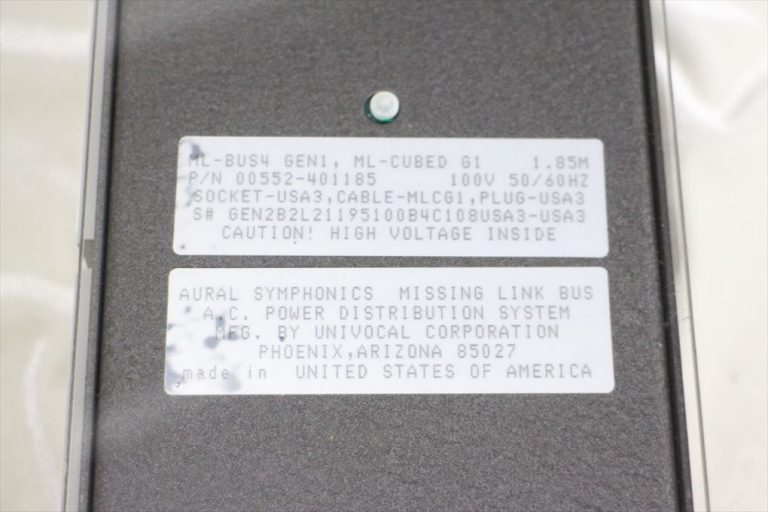 ML-BUS4 GEN1, ML-CUBED G1 1.85M
P/N 00552-401185 100V 50/60HZ
SOCKET-USA3,CABLE-MLCG1,PLUG-USA3
S# GEN2B2L21195100B4C108USA3-USA3
CAUTION! HIGH VOLTAGE INSIDE
AURAL SYMPHONICS MISSING LINK BUS
A.C. POWER DISTRIBUTION SYSTEM
MFG. BY UNIVOCAL CORPORATION
PHOENIX,ARIZONA 85027
made in UNITED STATES OF AMERICA